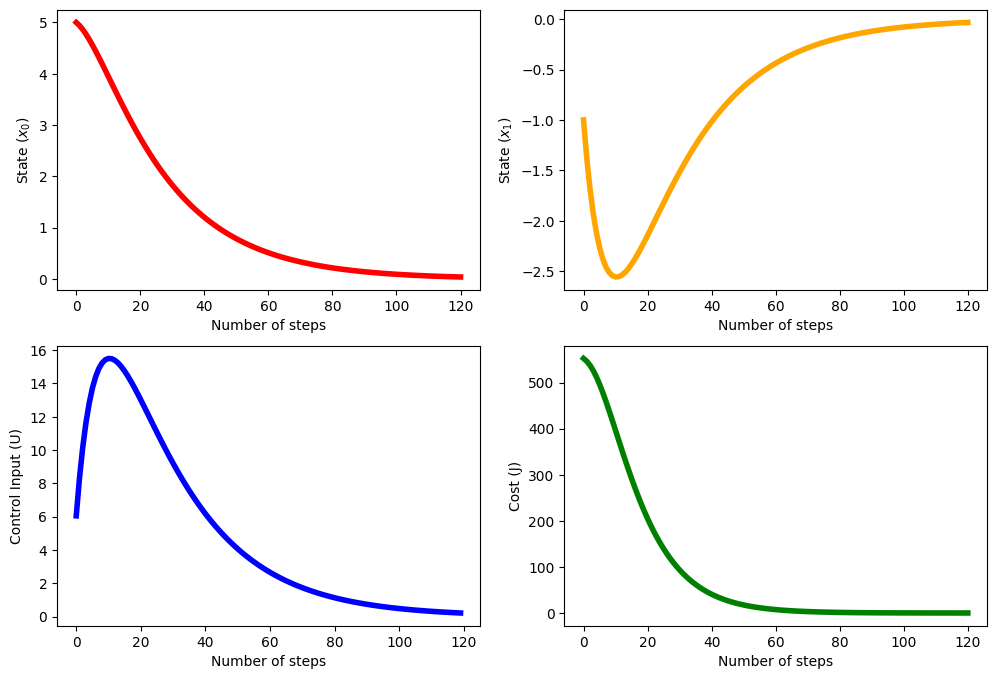 5
4
3
2
1
0
State (x₀)
0 20 40 60 80 100 120
Number of steps
0.0
−0.5
−1.0
−1.5
−2.0
−2.5
State (x₁)
0 20 40 60 80 100 120
Number of steps
16
14
12
10
8
6
4
2
0
Control Input (U)
0 20 40 60 80 100 120
Number of steps
500
400
300
200
100
0
Cost (J)
0 20 40 60 80 100 120
Number of steps